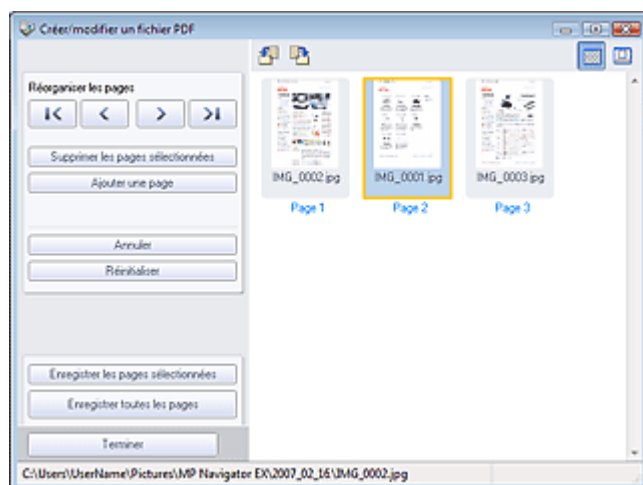 Créer/modifier un fichier PDF
Réorganiser les pages
Supprimer les pages sélectionnées
Ajouter une page
Annuler
Réinitialiser
Enregistrer les pages sélectionnées
Enregistrer toutes les pages
Terminer
IMG_0002.jpg
IMG_0001.jpg
IMG_0003.jpg
Page 1
Page 2
Page 3
C:\Users\UserName\Pictures\MP Navigator EX\2007_02_16\IMG_0002.jpg